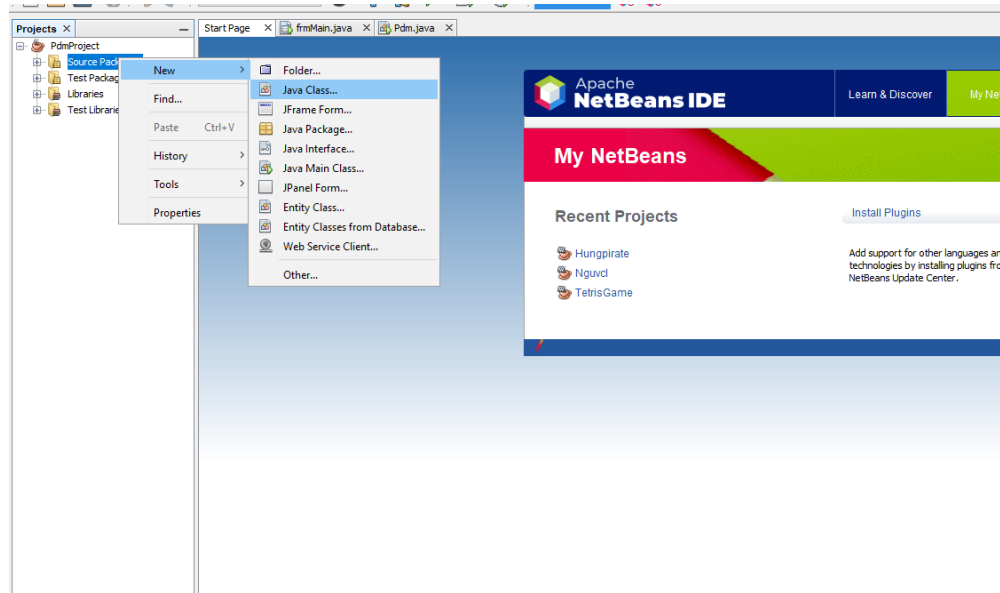 Projects
Start Page
frmMain.java
Pdm.java
PdmProject
Source Pack
Test Packag
Libraries
Test Librarie
New
Find...
Paste Ctrl+V
History
Tools
Properties
Folder...
Java Class...
JFrame Form...
Java Package...
Java Interface...
Java Main Class...
JPanel Form...
Entity Class...
Entity Classes from Database...
Web Service Client...
Other...
Apache
NetBeans IDE
Learn & Discover
My Ne
My NetBeans
Recent Projects
Hungpirate
Nguvcl
TetrisGame
Install Plugins
Add support for other languages an
technologies by installing plugins fro
NetBeans Update Center.